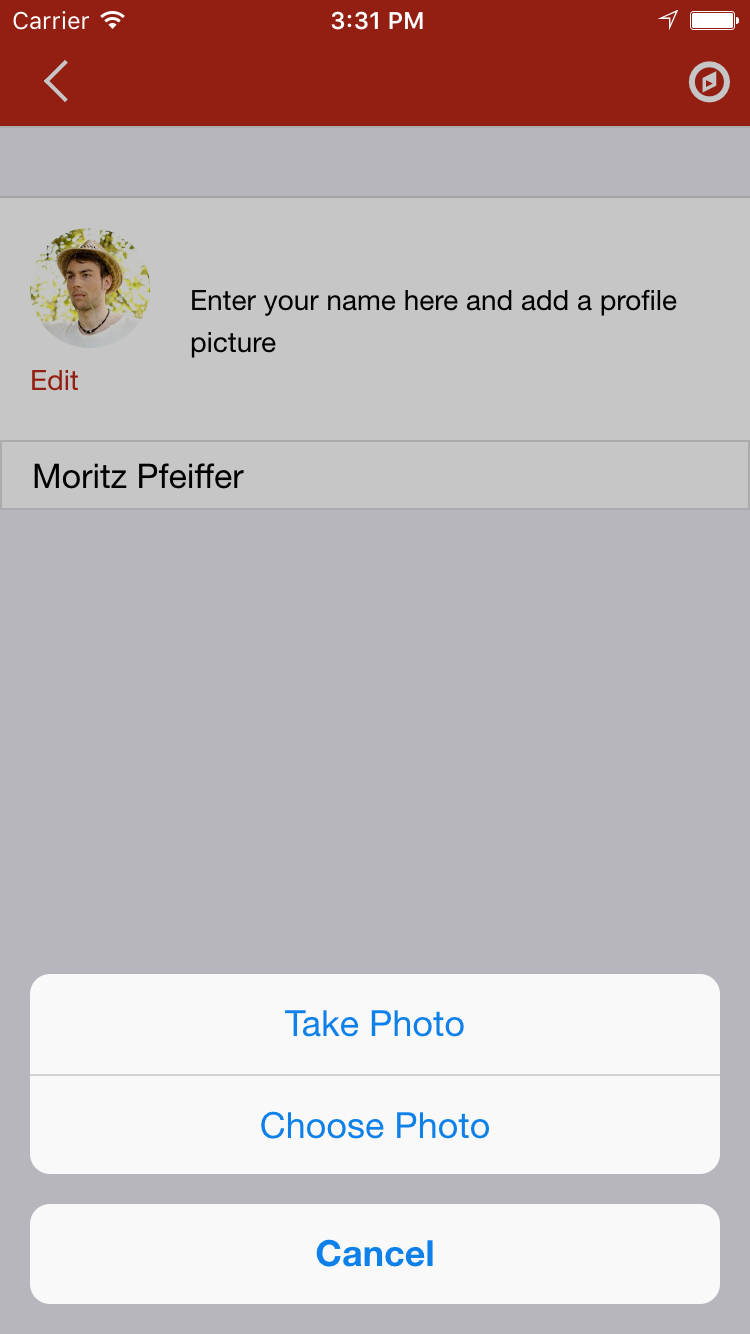 Carrier 3:31 PM
Enter your name here and add a profile
picture
Edit
Moritz Pfeiffer
Take Photo
Choose Photo
Cancel